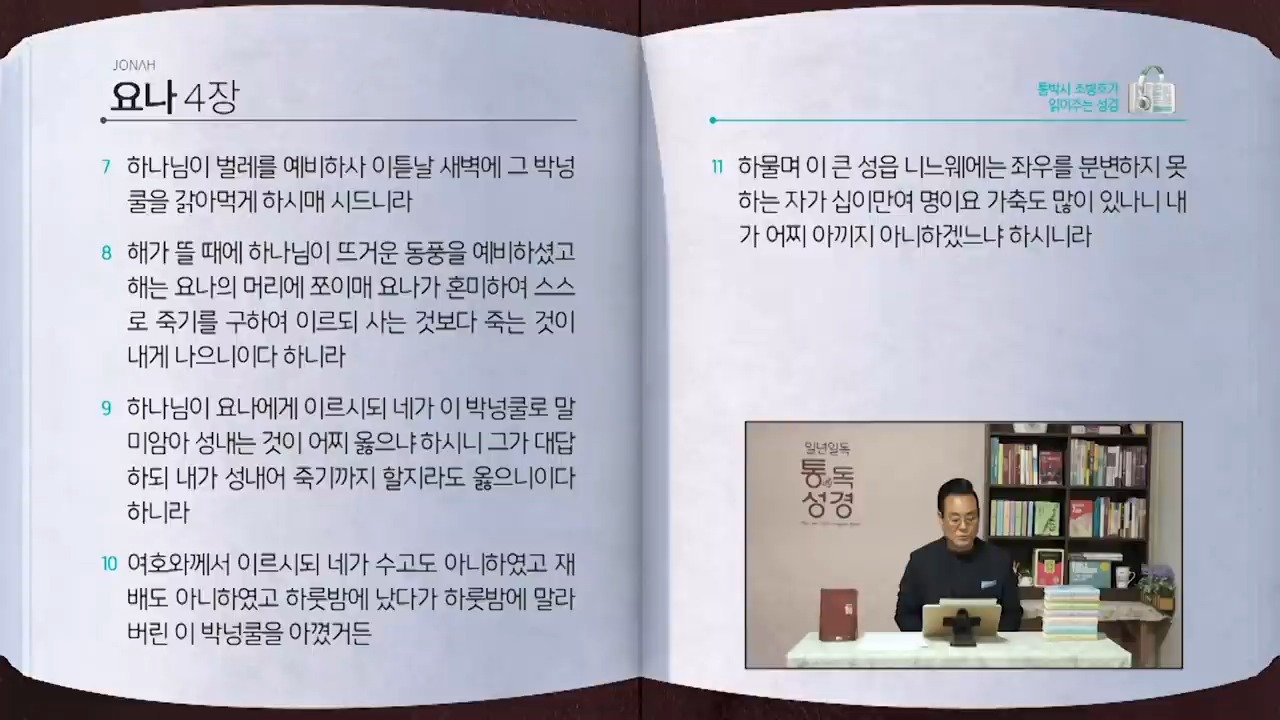 JONAH
요나 4장
7 하나님이 벌레를 예비하사 이튿날 새벽에 그 박넝
쿨을 갉아먹게 하시매 시드니라
8 해가 뜰 때에 하나님이 뜨거운 동풍을 예비하셨고
해는 요나의 머리에 쪼이매 요나가 혼미하여 스스
로 죽기를 구하여 이르되 사는 것보다 죽는 것이
내게 나으니이다 하니라
9 하나님이 요나에게 이르시되 네가 이 박넝쿨로 말
미암아 성내는 것이 어찌 옳으냐 하시니 그가 대답
하되 내가 성내어 죽기까지 할지라도 옳으니이다
하니라
10 여호와께서 이르시되 네가 수고도 아니하였고 재
배도 아니하였고 하룻밤에 났다가 하룻밤에 말라
버린 이 박넝쿨을 아꼈거든
통박사 조병호가
읽어주는 성경
11 하물며 이 큰 성읍 니느웨에는 좌우를 분변하지 못
하는 자가 십이만여 명이요 가축도 많이 있나니 내
가 어찌 아끼지 아니하겠느냐 하시니라
일년일독
통독
성경